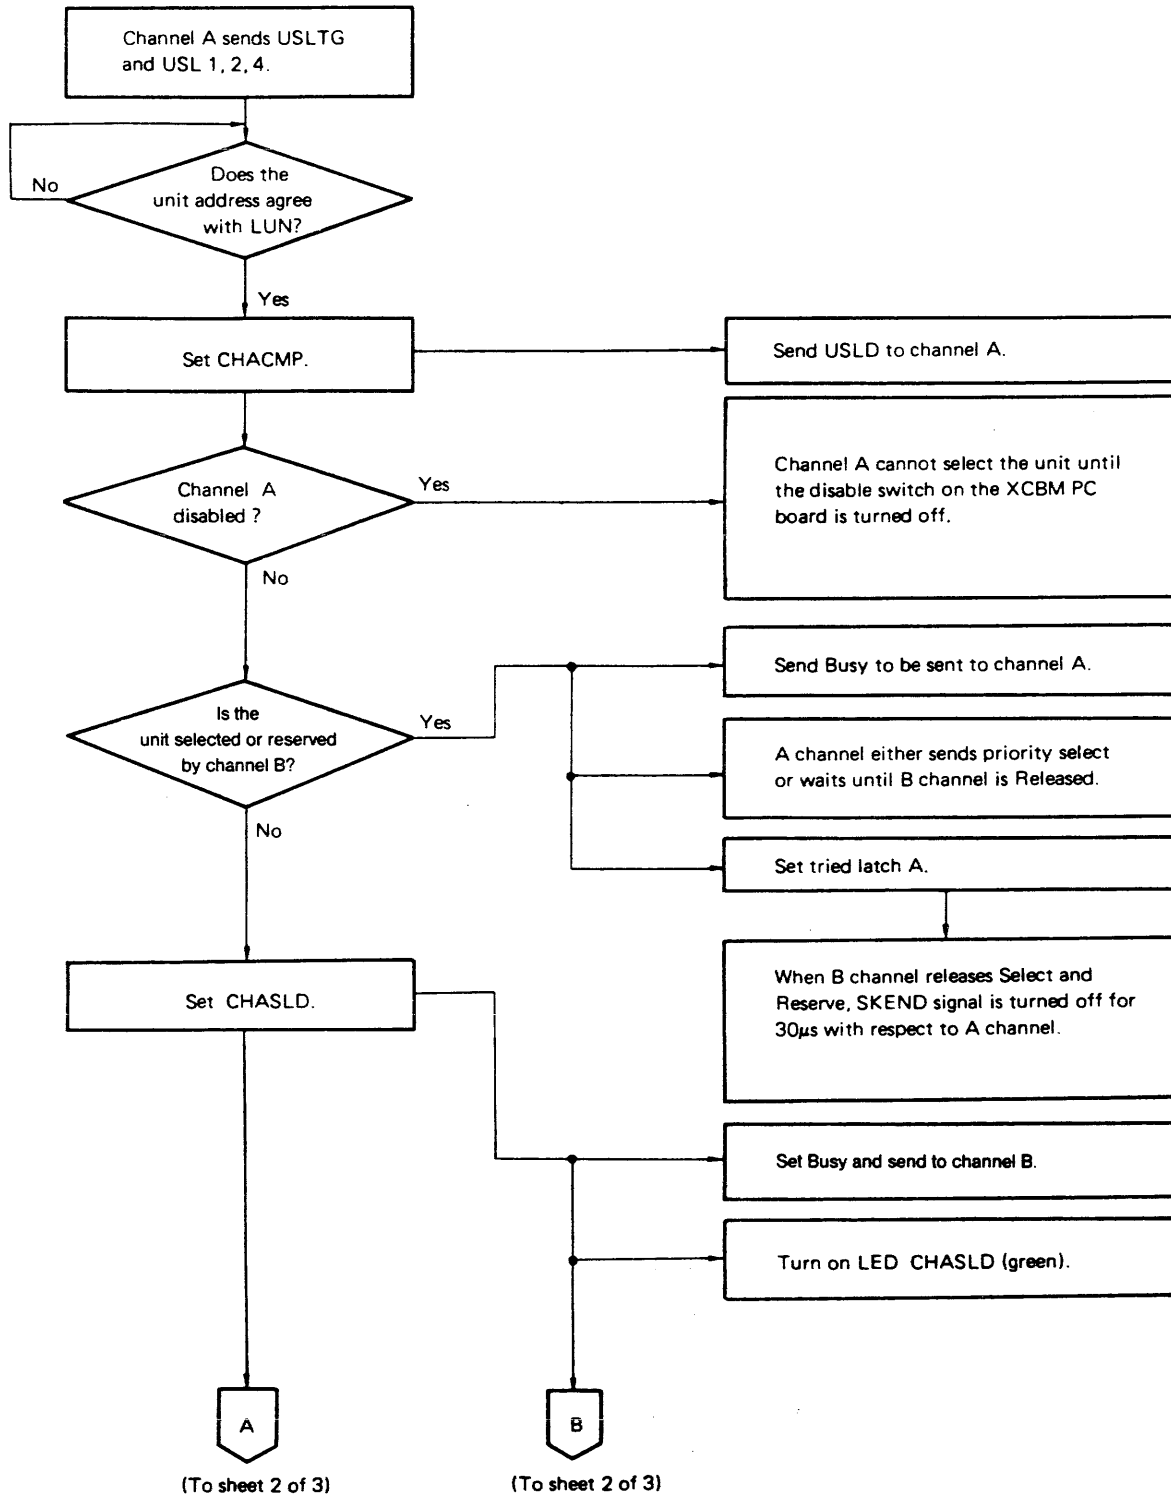 Channel A sends USLTG
and USL 1, 2, 4.
Does the
unit address agree
with LUN?
No
Yes
Set CHACMP.
Send USLD to channel A.
Channel A
disabled ?
Yes
Channel A cannot select the unit until
the disable switch on the XCBM PC
board is turned off.
No
Is the
unit selected or reserved
by channel B?
Yes
Send Busy to be sent to channel A.
A channel either sends priority select
or waits until B channel is Released.
Set tried latch A.
No
When B channel releases Select and
Reserve, SKEND signal is turned off for
30μs with respect to A channel.
Set CHASLD.
Set Busy and send to channel B.
Turn on LED CHASLD (green).
A
B
(To sheet 2 of 3)
(To sheet 2 of 3)